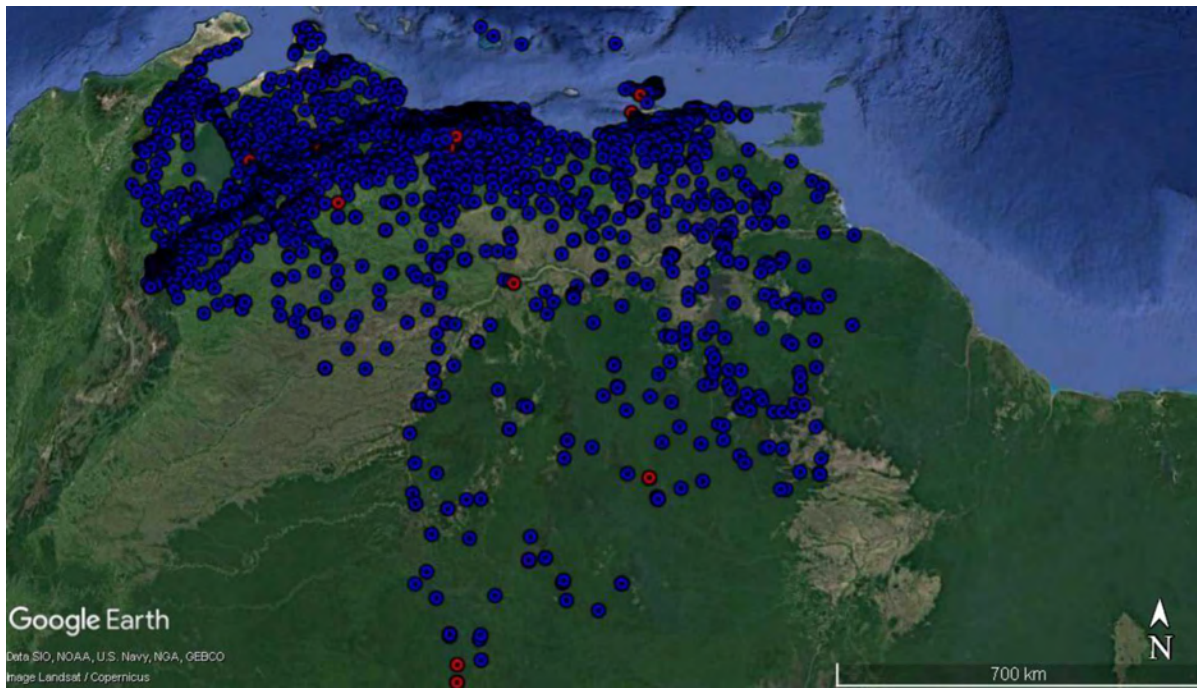 Google Earth
Data SIO, NOAA, U.S. Navy, NGA, GEBCO
Image Landsat / Copernicus
N
700 km